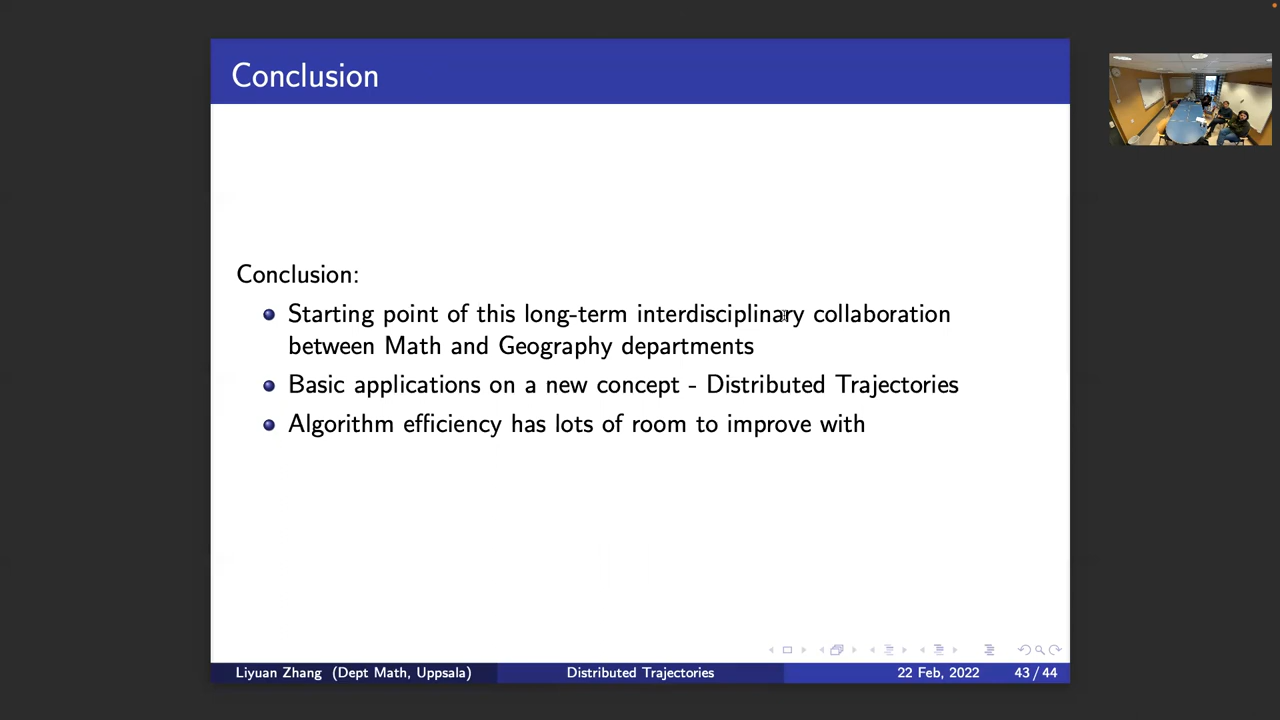 Conclusion
Conclusion:
Starting point of this long-term interdisciplinary collaboration
between Math and Geography departments
Basic applications on a new concept - Distributed Trajectories
Algorithm efficiency has lots of room to improve with
Liyuan Zhang (Dept Math, Uppsala)
Distributed Trajectories
22 Feb, 2022
43 / 44